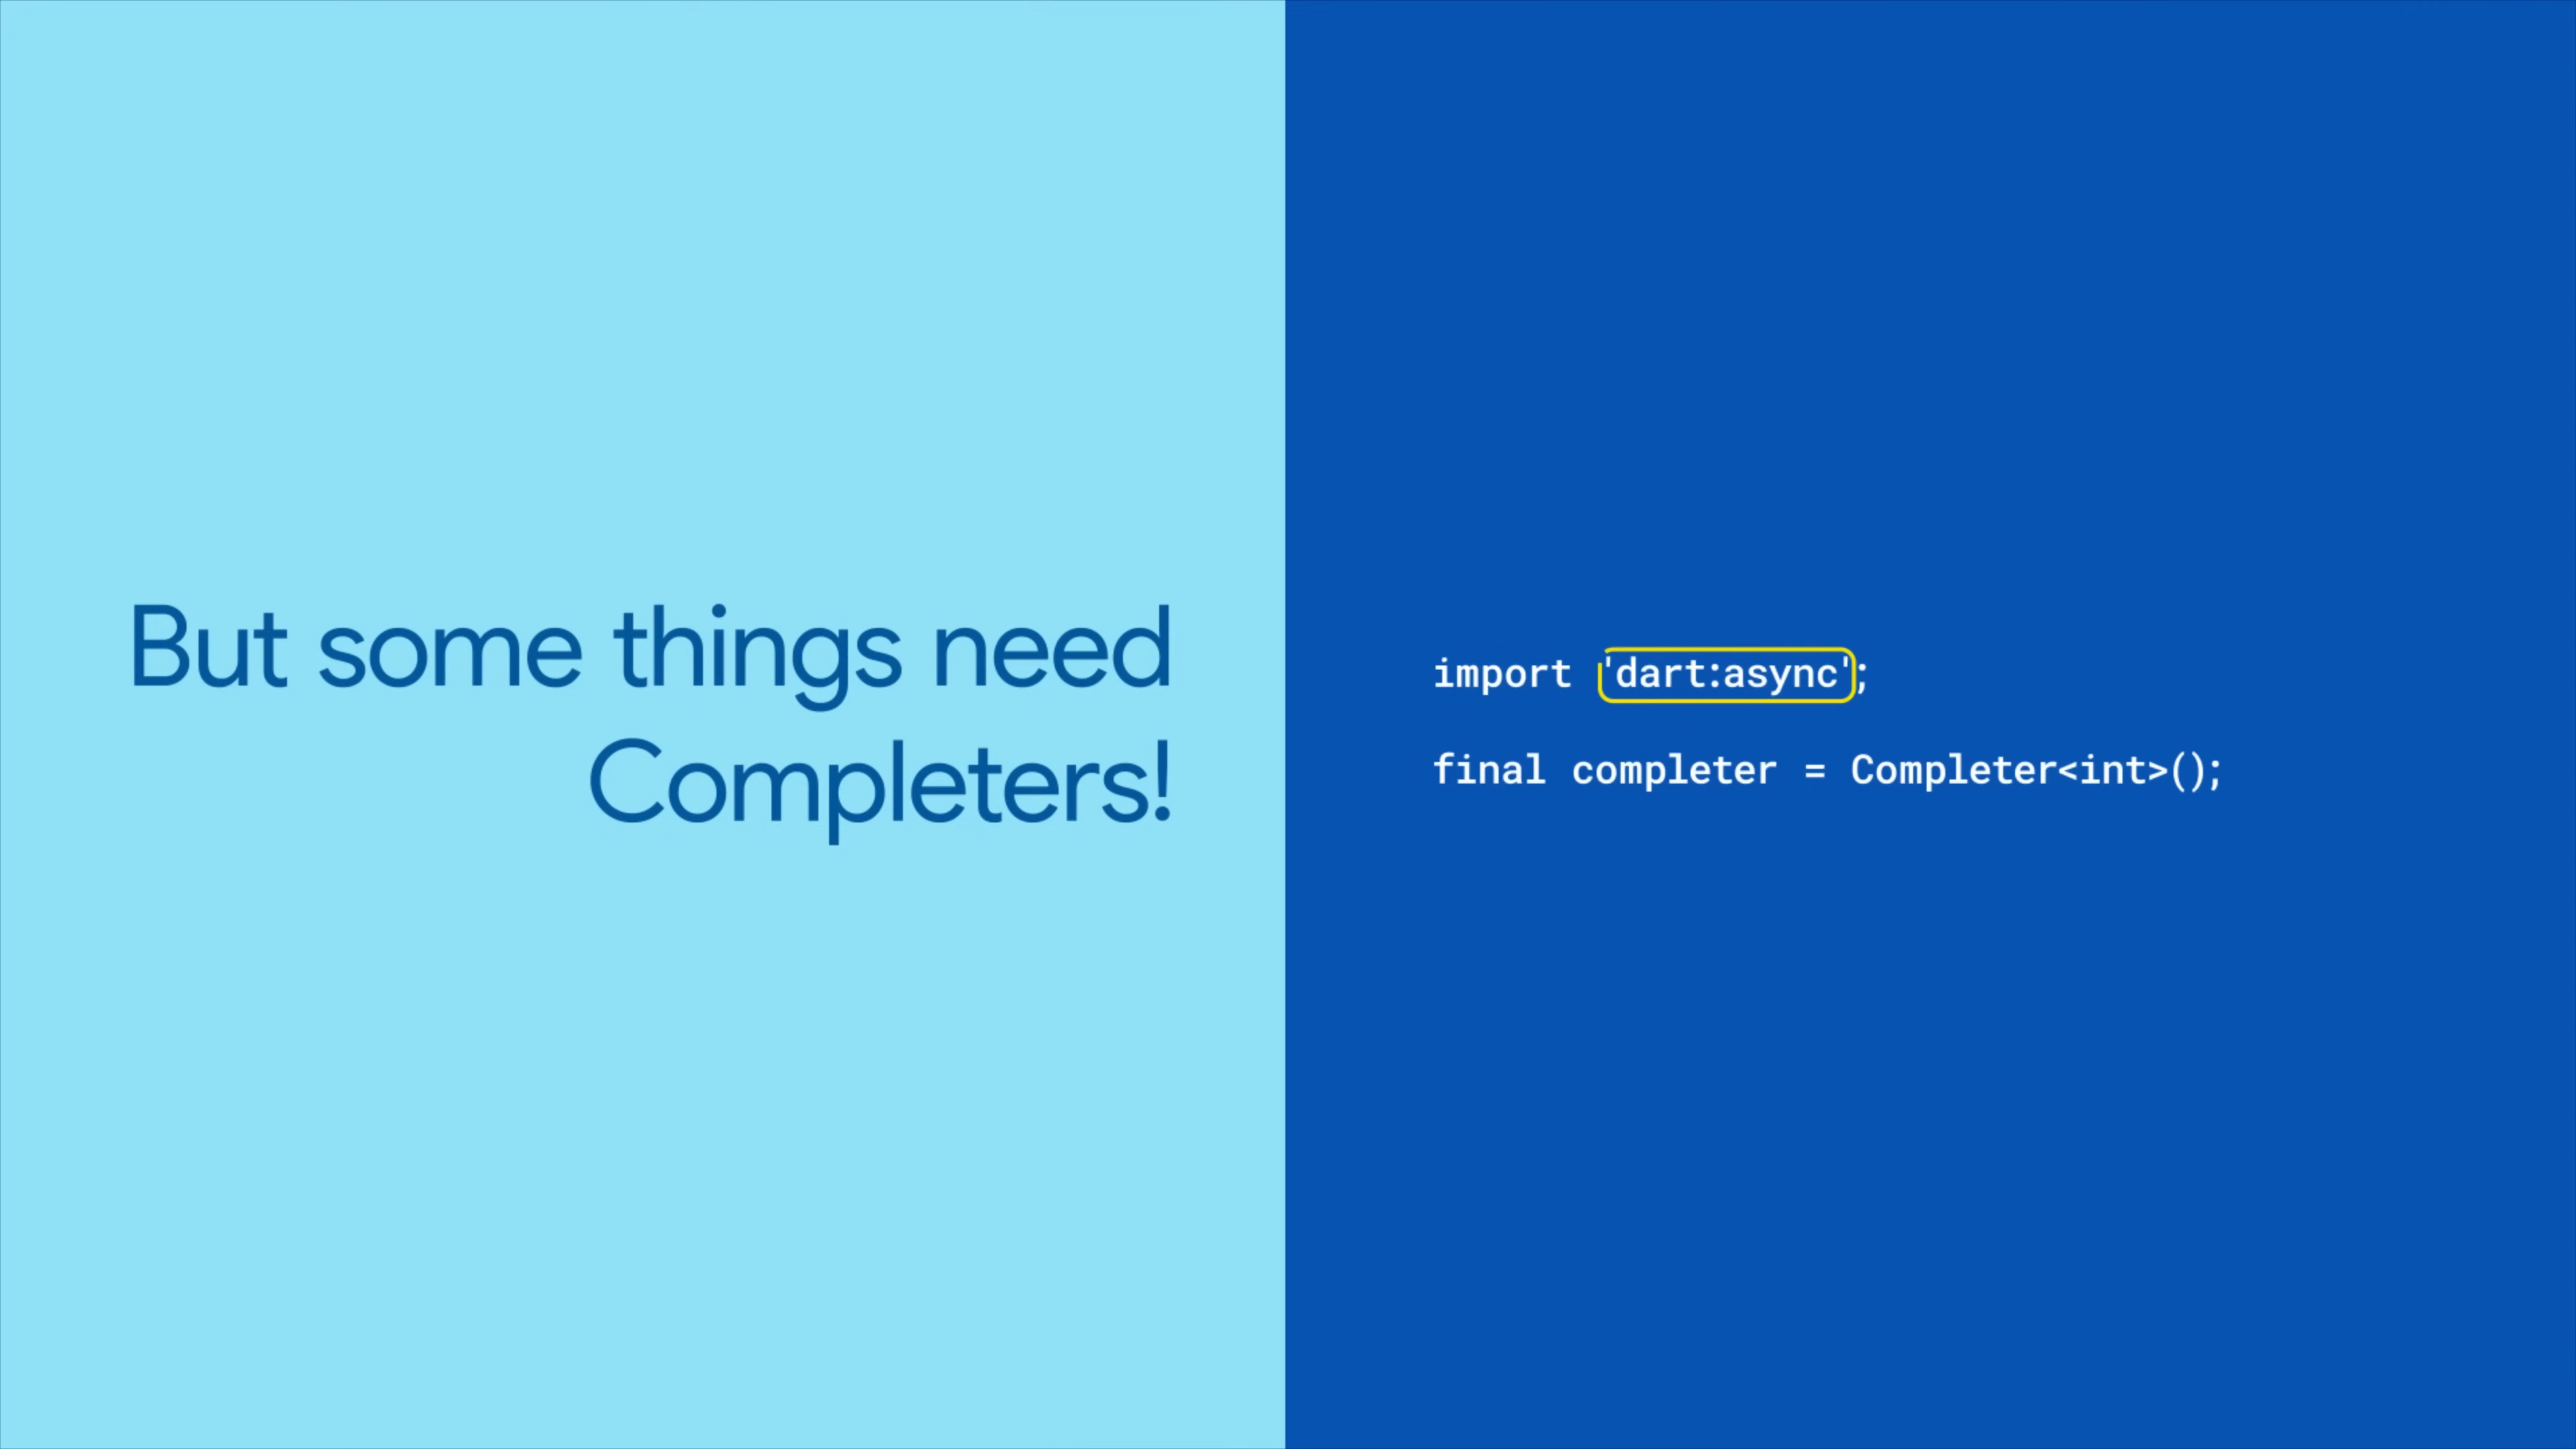 But some things need
Completers!
import 'dart:async';
final completer = Completer<int>();